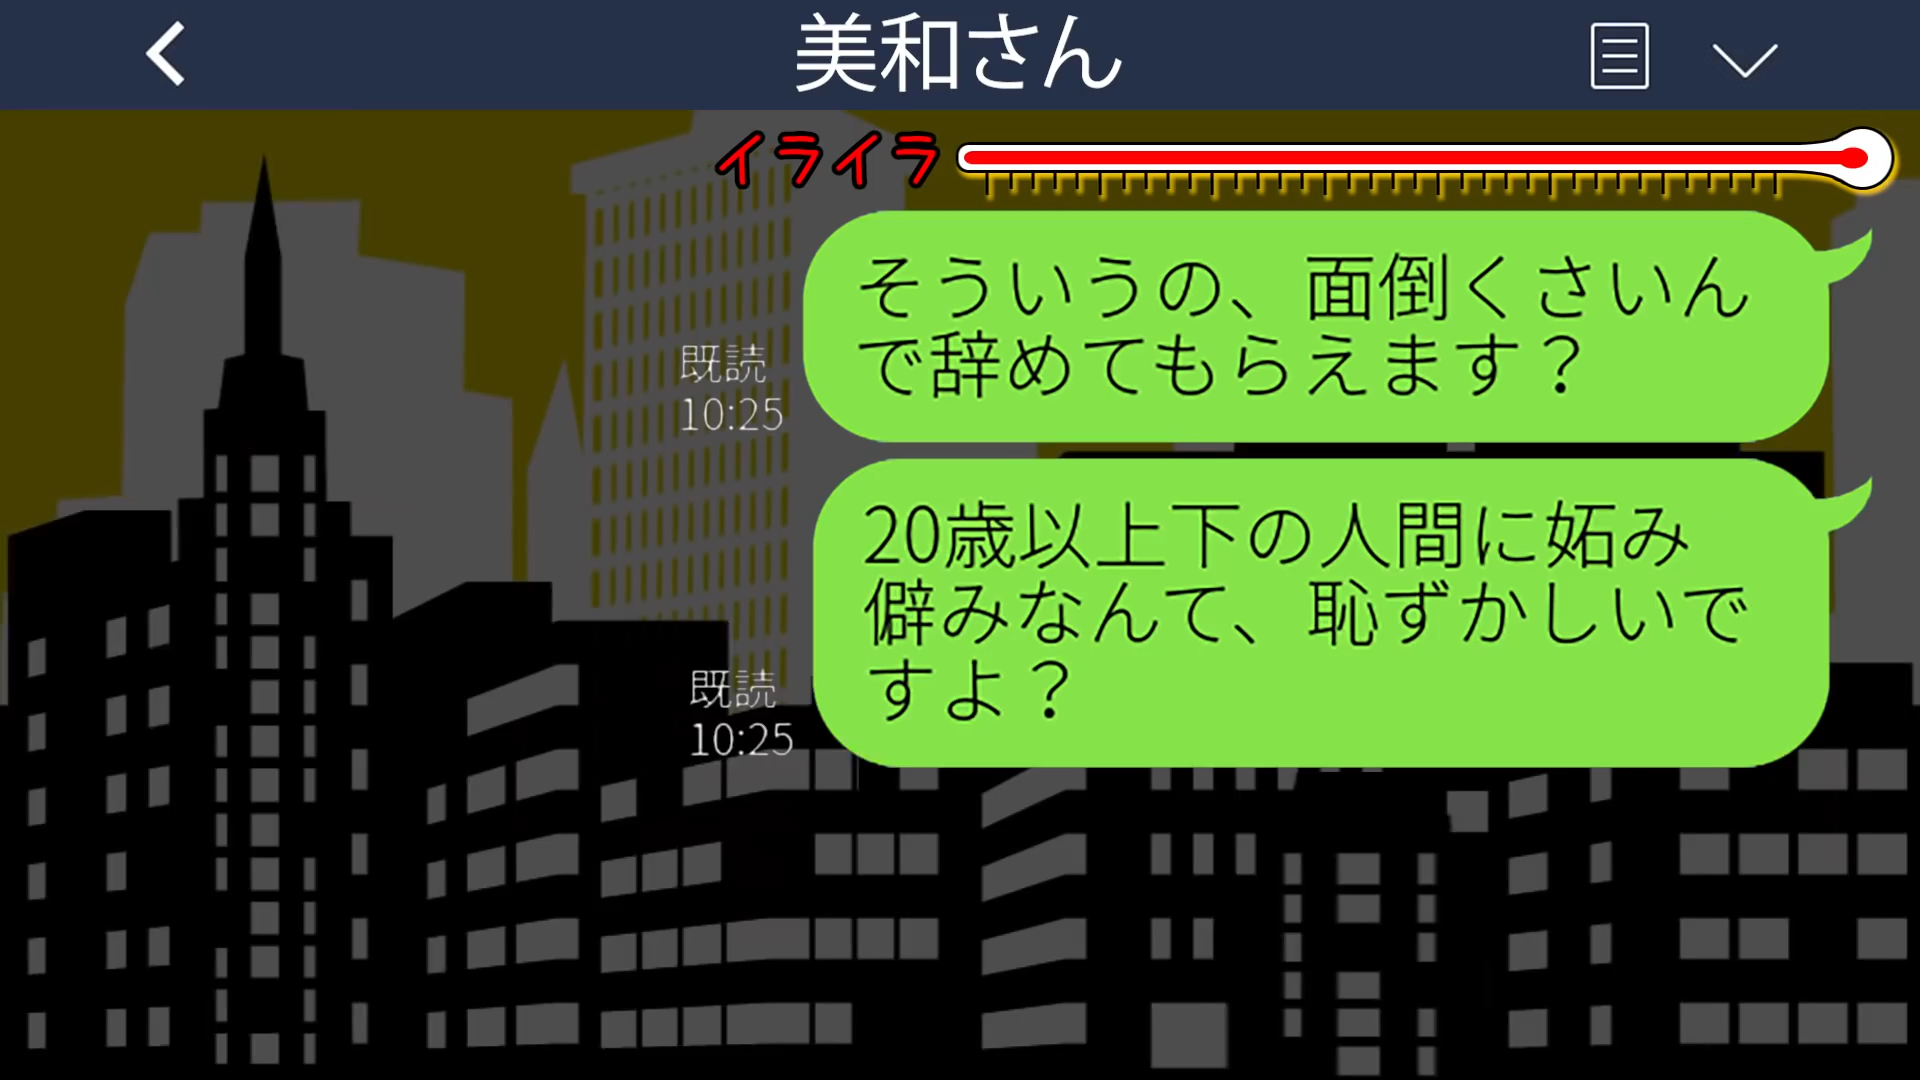 美和さん
イライラ
そういうの、面倒くさいん
で辞めてもらえます？
既読
10:25
20歳以上下の人間に妬み
僻みなんて、恥ずかしいで
すよ？
既読
10:25